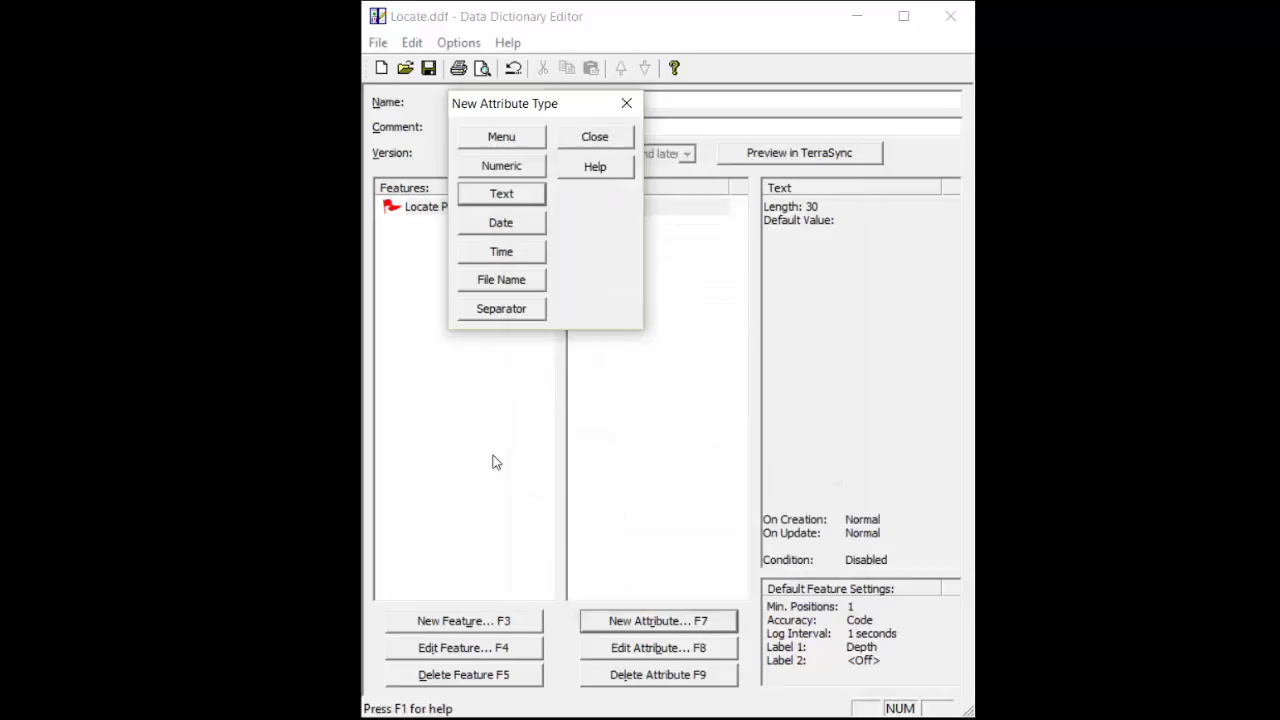 Locate.ddf - Data Dictionary Editor
File Edit Options Help
Name:
Comment:
Version:
Preview in TerraSync
New Attribute Type
Menu
Close
Numeric
Help
Text
Date
Time
File Name
Separator
Features:
Locate P
Text
Length: 30
Default Value:
On Creation: Normal
On Update: Normal
Condition: Disabled
Default Feature Settings:
Min. Positions: 1
Accuracy: Code
Log Interval: 1 seconds
Label 1: Depth
Label 2: <Off>
New Feature... F3
New Attribute... F7
Edit Feature... F4
Edit Attribute... F8
Delete Feature F5
Delete Attribute F9
Press F1 for help
NUM